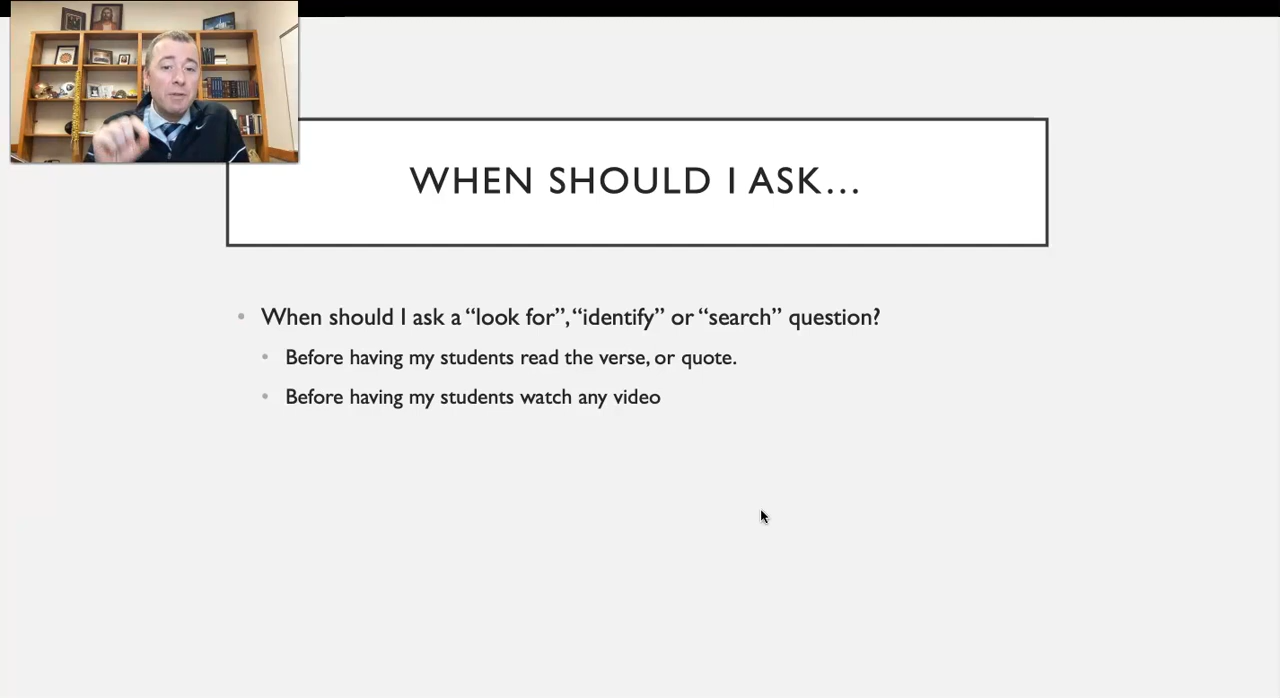 WHEN SHOULD I ASK...
When should I ask a “look for”, “identify” or “search” question?
Before having my students read the verse, or quote.
Before having my students watch any video